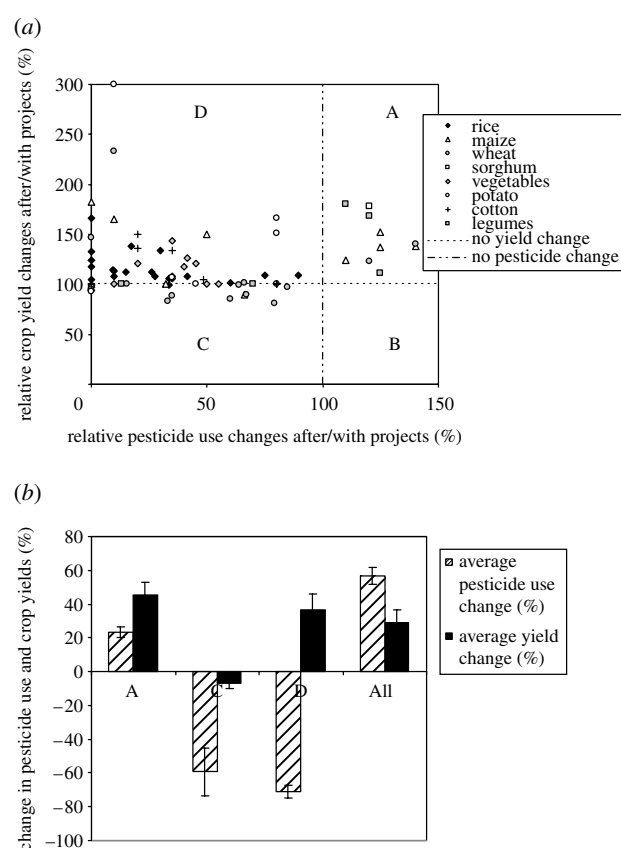 (a)
relative crop yield changes after/with projects (%)
300
250
200
150
100
50
0
50
100
150
D
A
C
B
rice
maize
wheat
sorghum
vegetables
potato
cotton
legumes
no yield change
no pesticide change
relative pesticide use changes after/with projects (%)
(b)
change in pesticide use and crop yields (%)
80
60
40
20
0
−20
−40
−60
−80
−100
A
C
D
All
average
pesticide use
change (%)
average yield
change (%)